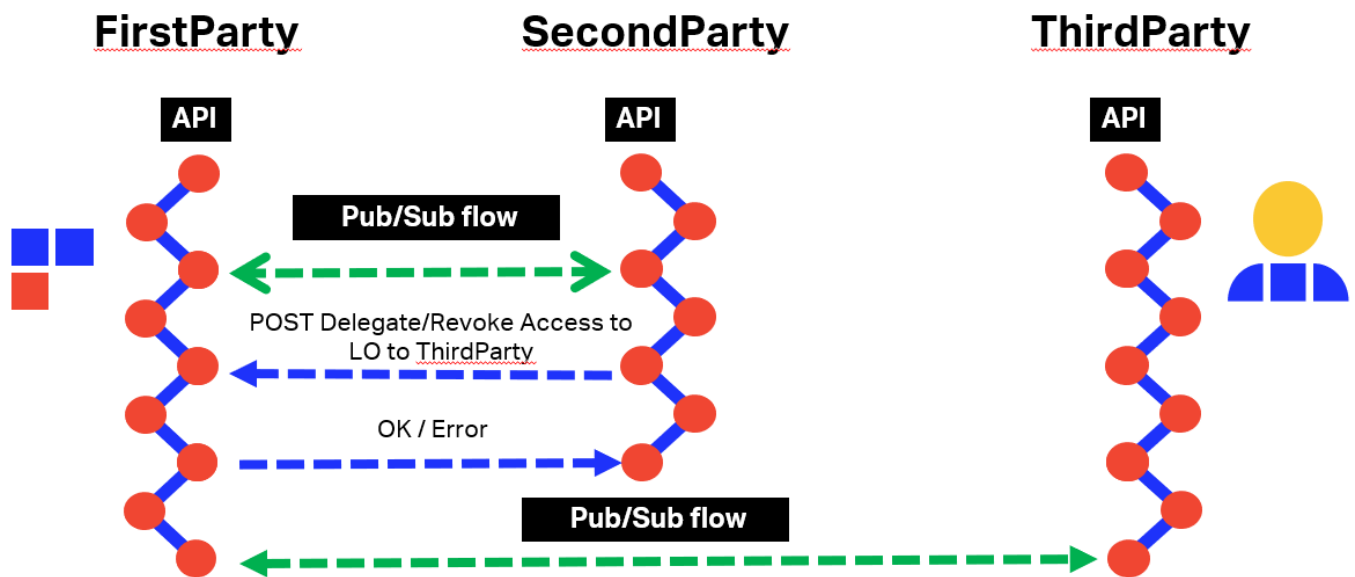 FirstParty
SecondParty
ThirdParty
API
API
API
Pub/Sub flow
POST Delegate/Revoke Access to
LO to ThirdParty
OK / Error
Pub/Sub flow